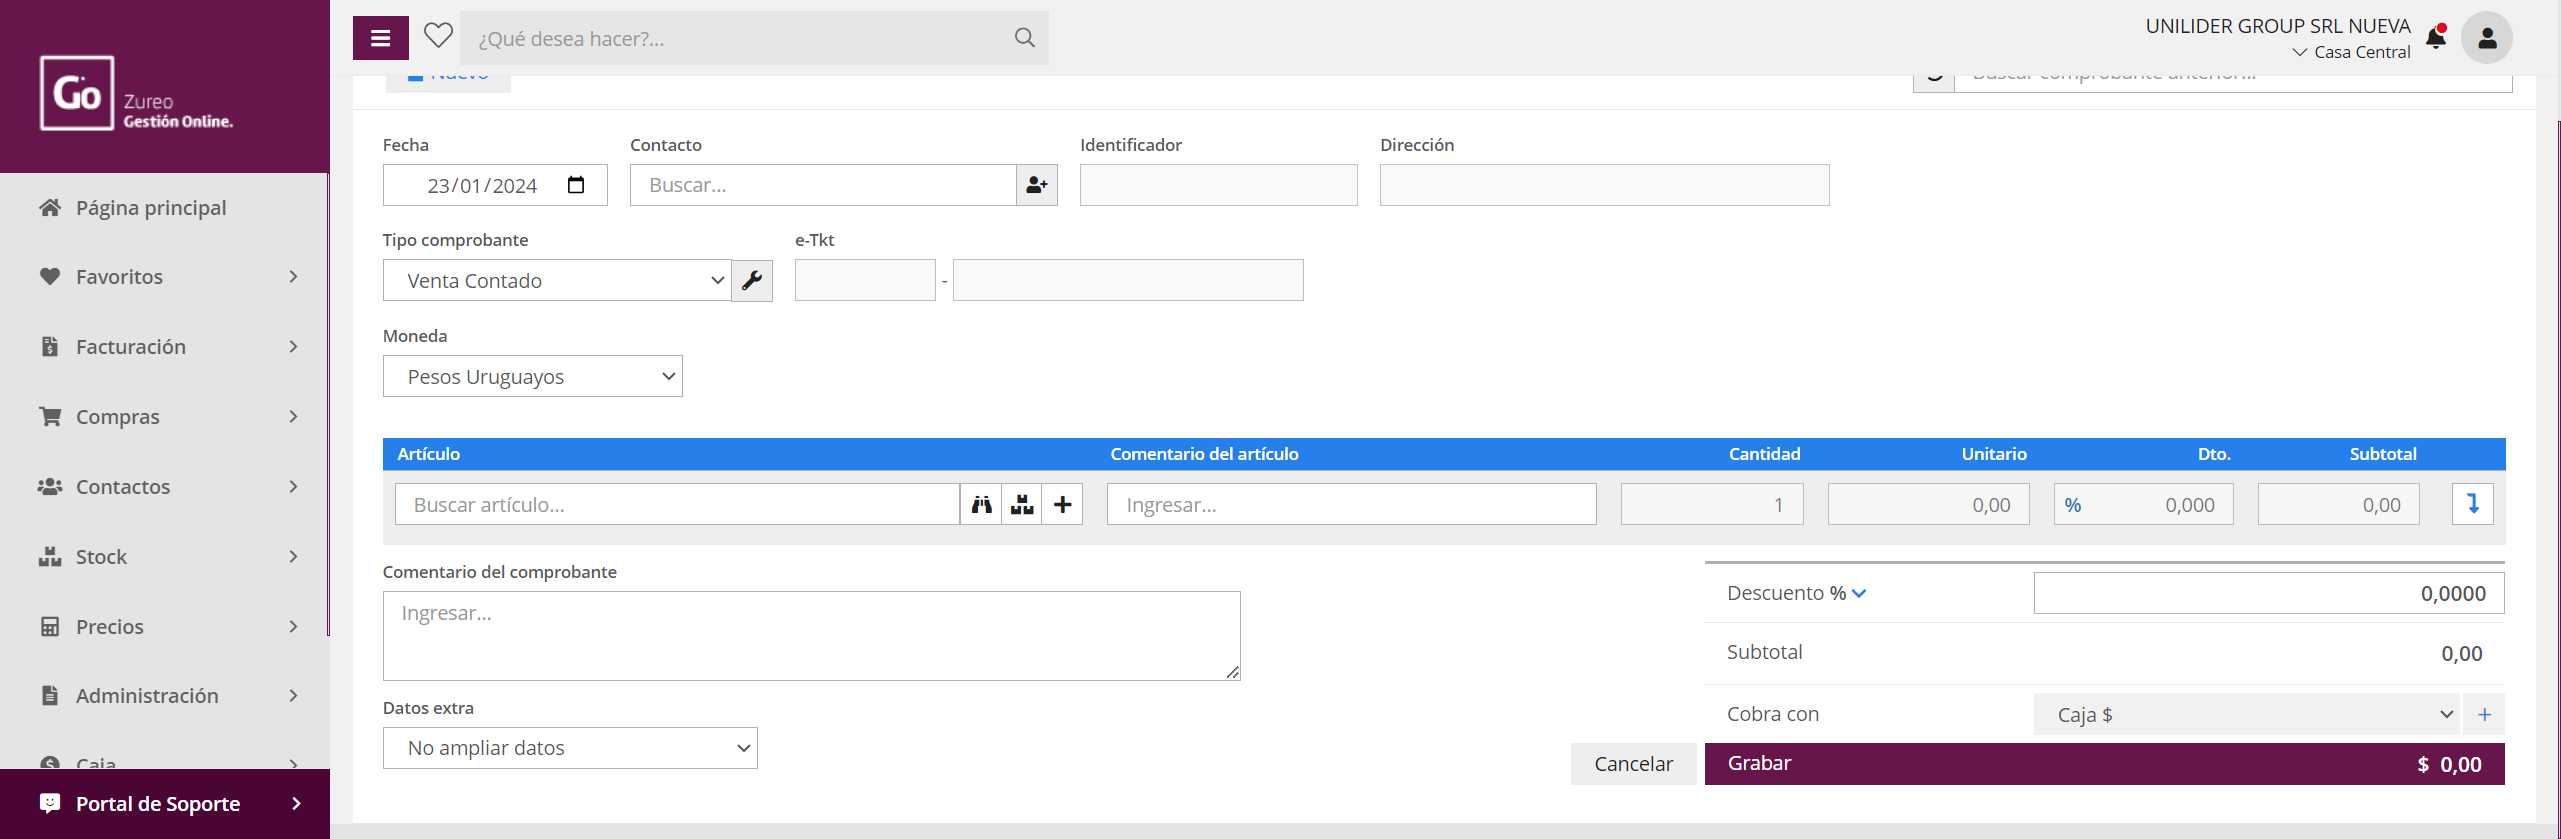 Go
Zureo
Gestión Online.
Página principal
Favoritos
Facturación
Compras
Contactos
Stock
Precios
Administración
Caja
Portal de Soporte
¿Qué desea hacer?...
UNILIDER GROUP SRL NUEVA
Casa Central
Nuevo
Buscar comprobante anterior...
Fecha
Contacto
Identificador
Dirección
23/01/2024
Buscar...
Tipo comprobante
e-Tkt
Venta Contado
-
Moneda
Pesos Uruguayos
Artículo
Comentario del artículo
Cantidad
Unitario
Dto.
Subtotal
Buscar artículo...
Ingresar...
1
0,00
%
0,000
0,00
Comentario del comprobante
Ingresar...
Datos extra
No ampliar datos
Descuento %
0,0000
Subtotal
0,00
Cobra con
Caja $
+
Cancelar
Grabar
$ 0,00